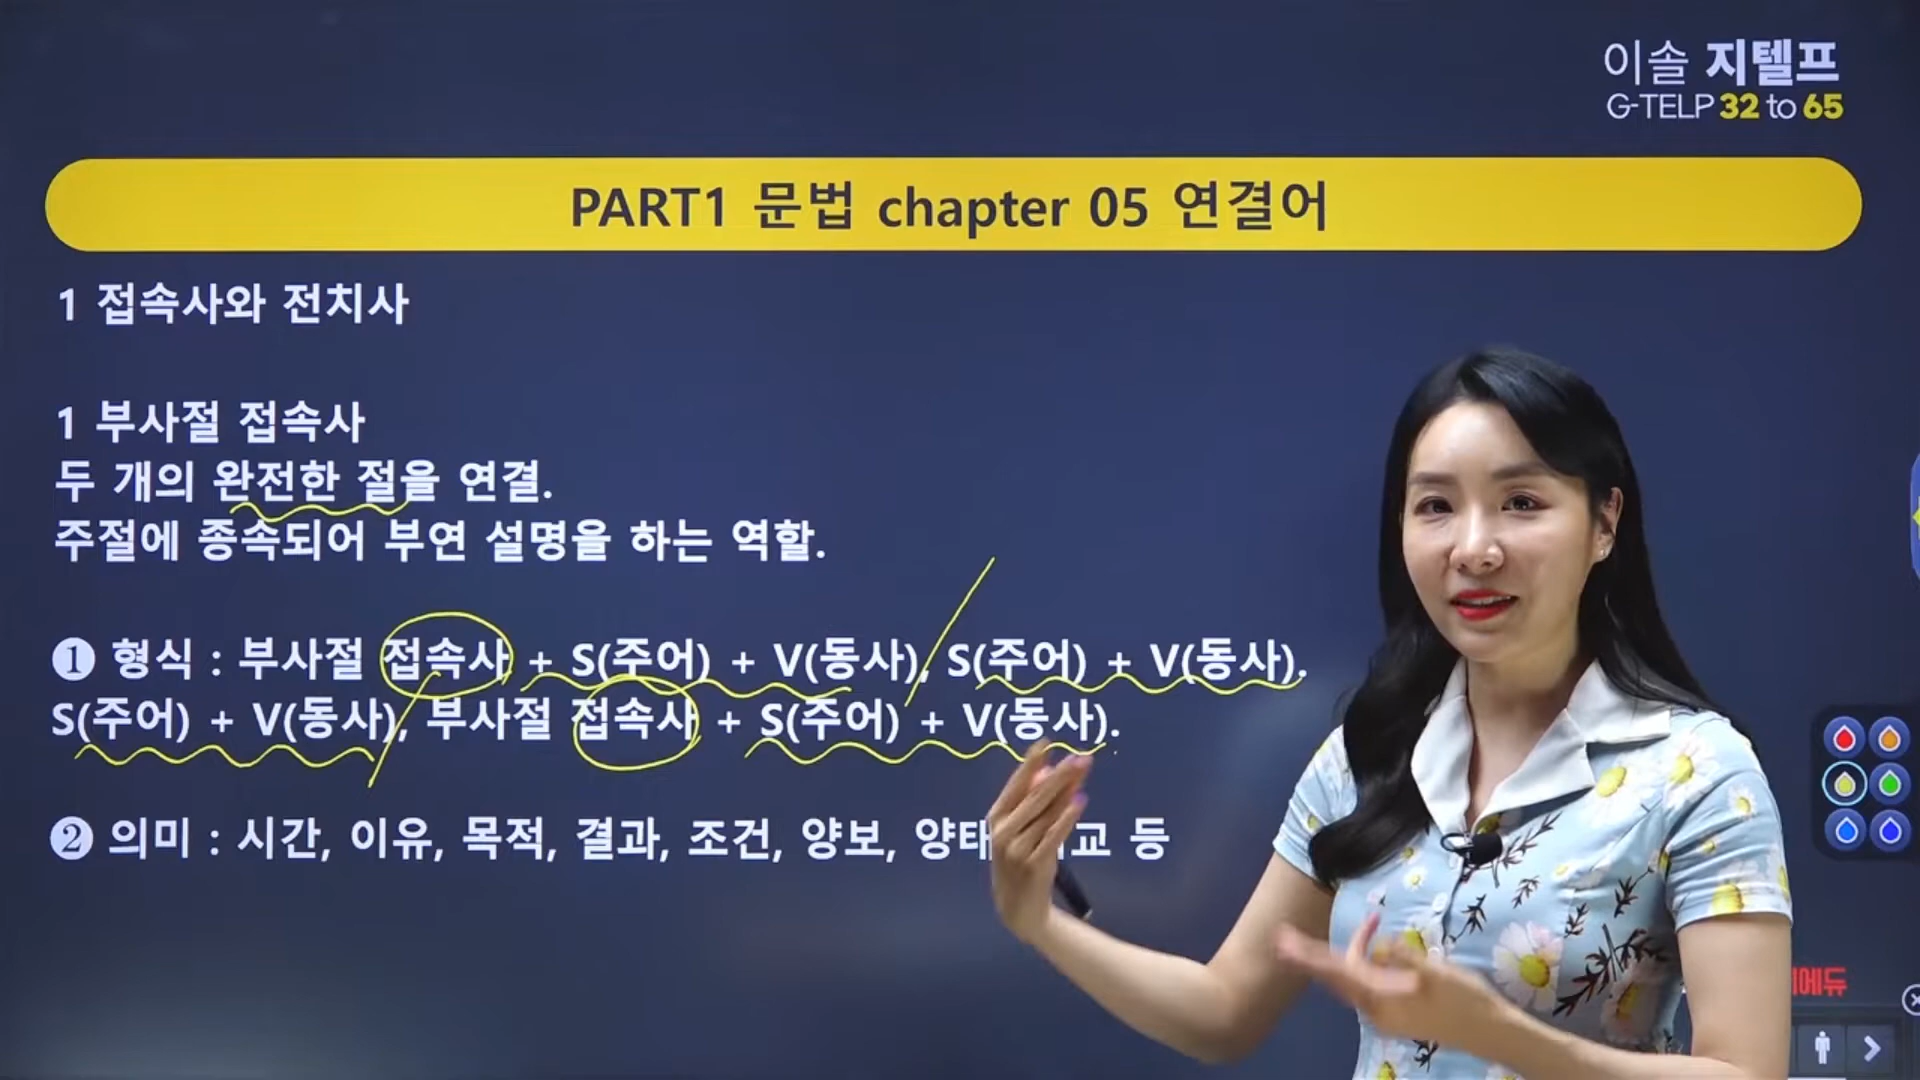 이솔 지텔프
G-TELP 32 to 65
PART1 문법 chapter 05 연결어
1 접속사와 전치사
1 부사절 접속사
두 개의 완전한 절을 연결.
주절에 종속되어 부연 설명을 하는 역할.
❶ 형식 : 부사절 접속사 + S(주어) + V(동사), S(주어) + V(동사).
S(주어) + V(동사), 부사절 접속사 + S(주어) + V(동사).
❷ 의미 : 시간, 이유, 목적, 결과, 조건, 양보, 양태 등